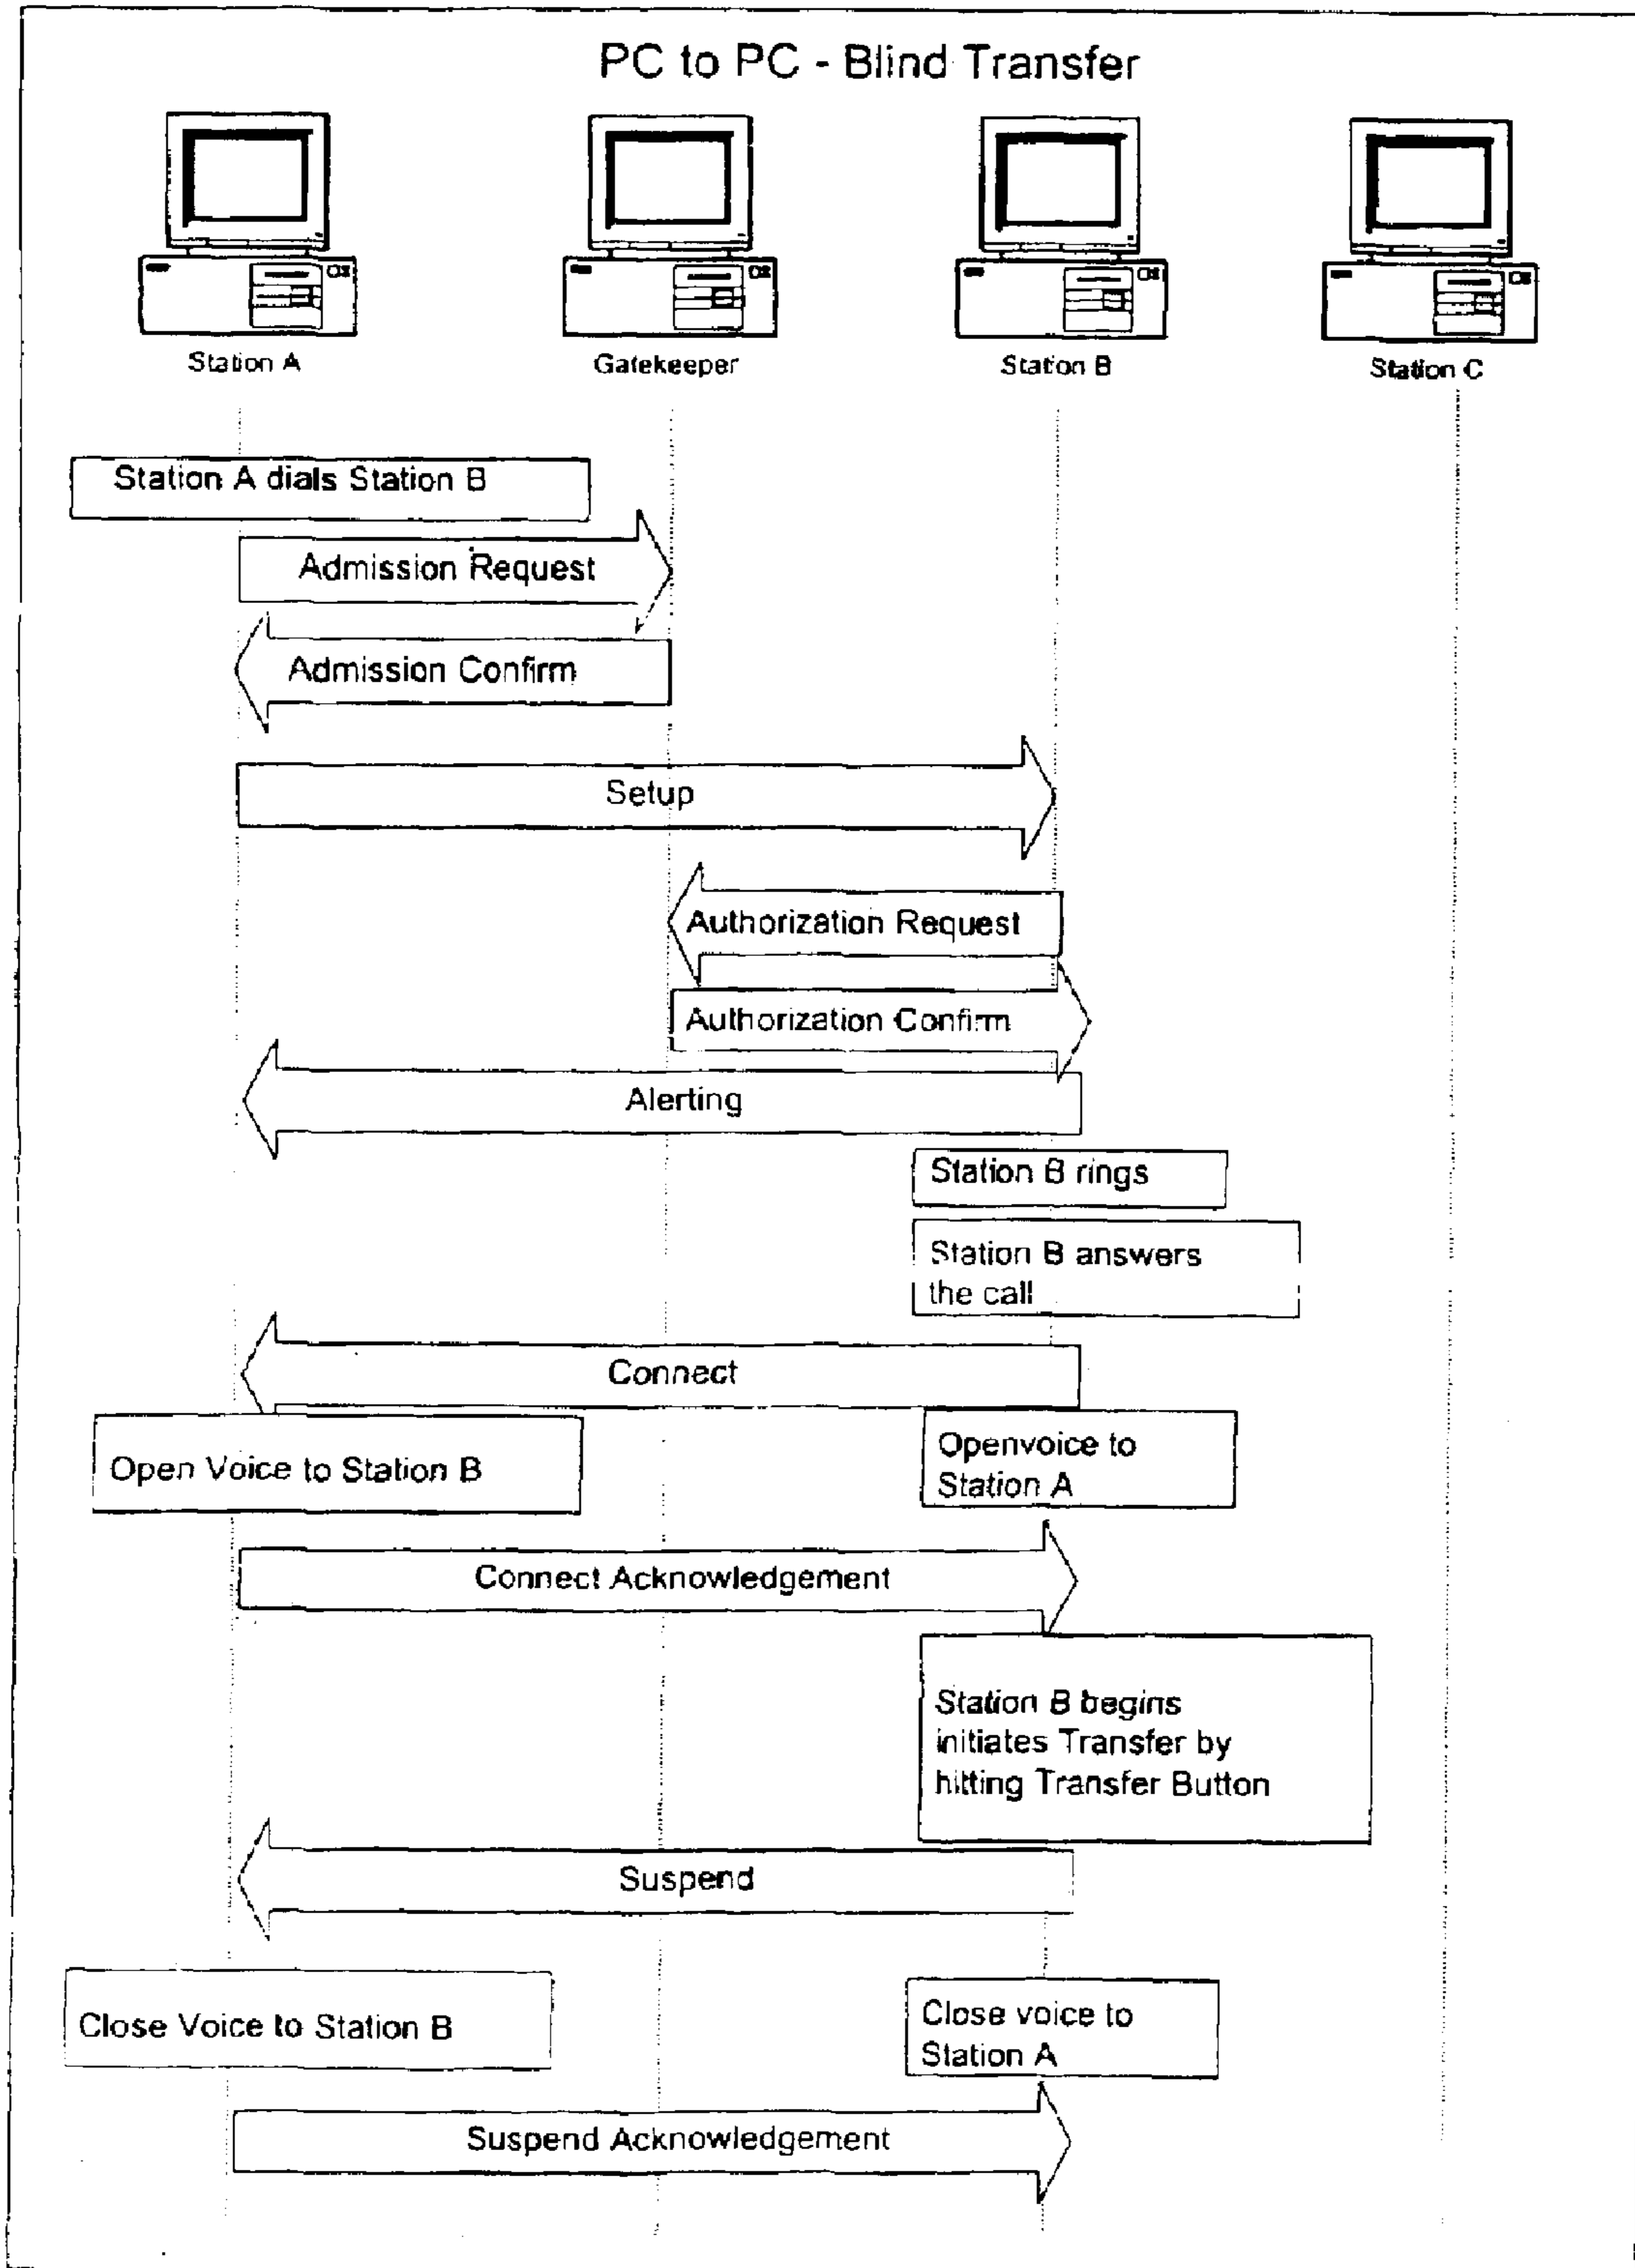 PC to PC - Blind Transfer
Station A
Gatekeeper
Station B
Station C
Station A dials Station B
Admission Request
Admission Confirm
Setup
Authorization Request
Authorization Confirm
Alerting
Station B rings
Station B answers
the call
Connect
Open Voice to Station B
Openvoice to
Station A
Connect Acknowledgement
Station B begins
initiates Transfer by
hitting Transfer Button
Suspend
Close Voice to Station B
Close voice to
Station A
Suspend Acknowledgement